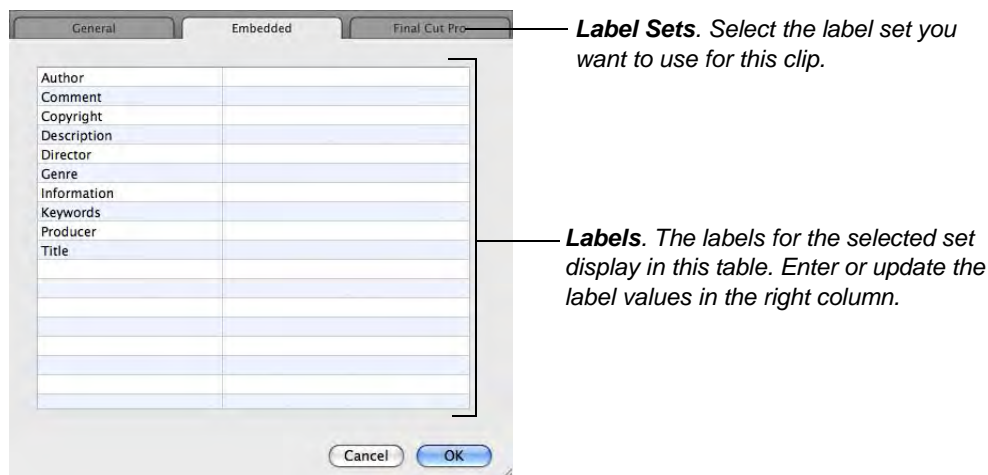 General Embedded Final Cut Pro
Label Sets. Select the label set you
want to use for this clip.
Author
Comment
Copyright
Description
Director
Genre
Information
Keywords
Producer
Title
Labels. The labels for the selected set
display in this table. Enter or update the
label values in the right column.
Cancel OK